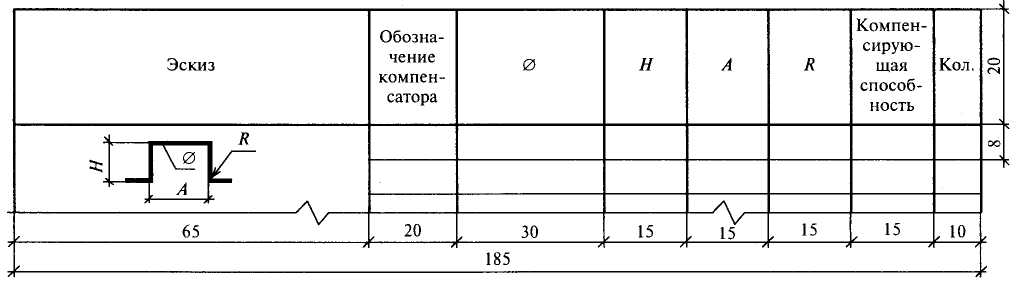 Эскиз
Обозна-
чение
компен-
сатора
∅
H
A
R
Компен-
сирую-
щая
способ-
ность
Кол.
20
8
H
∅
R
A
65
20
30
15
15
15
15
10
185